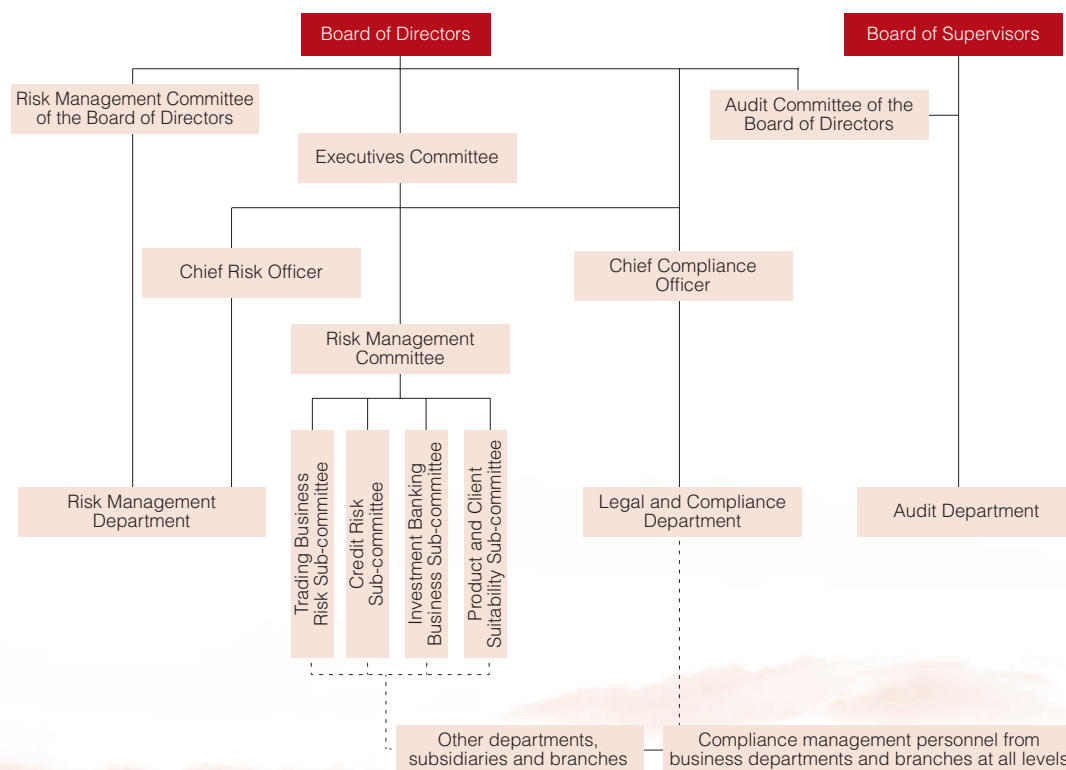 Board of Directors
Board of Supervisors
Risk Management Committee
of the Board of Directors
Audit Committee of the
Board of Directors
Executives Committee
Chief Risk Officer
Chief Compliance
Officer
Risk Management
Committee
Trading Business
Risk Sub-committee
Credit Risk
Sub-committee
Investment Banking
Business Sub-committee
Product and Client
Suitability Sub-committee
Risk Management
Department
Legal and Compliance
Department
Audit Department
Other departments,
subsidiaries and branches
Compliance management personnel from
business departments and branches at all levels